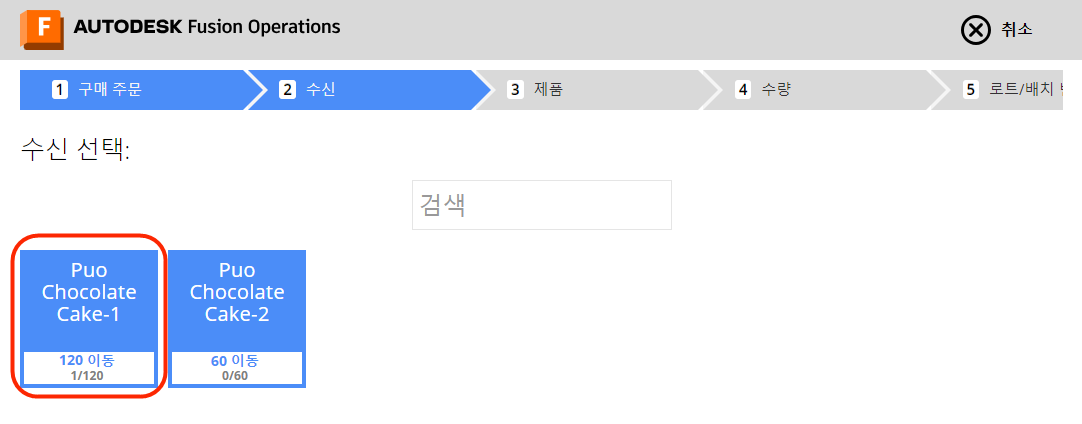 F AUTODESK Fusion Operations
취소
1 구매 주문
2 수신
3 제품
4 수량
5 로트/배치
수신 선택:
검색
Puo
Chocolate
Cake-1
120 이동
1/120
Puo
Chocolate
Cake-2
60 이동
0/60